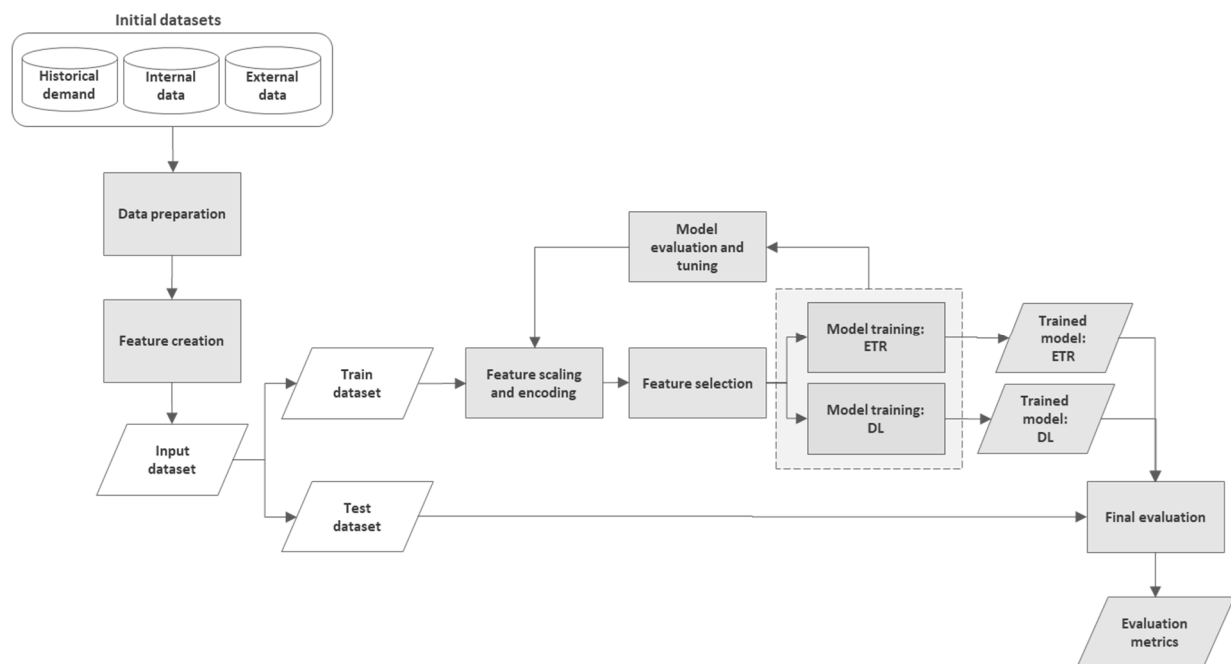 Initial datasets
Historical
demand
Internal
data
External
data
Data preparation
Feature creation
Input
dataset
Train
dataset
Test
dataset
Feature scaling
and encoding
Feature selection
Model
evaluation and
tuning
Model training:
ETR
Model training:
DL
Trained
model:
ETR
Trained
model:
DL
Final evaluation
Evaluation
metrics